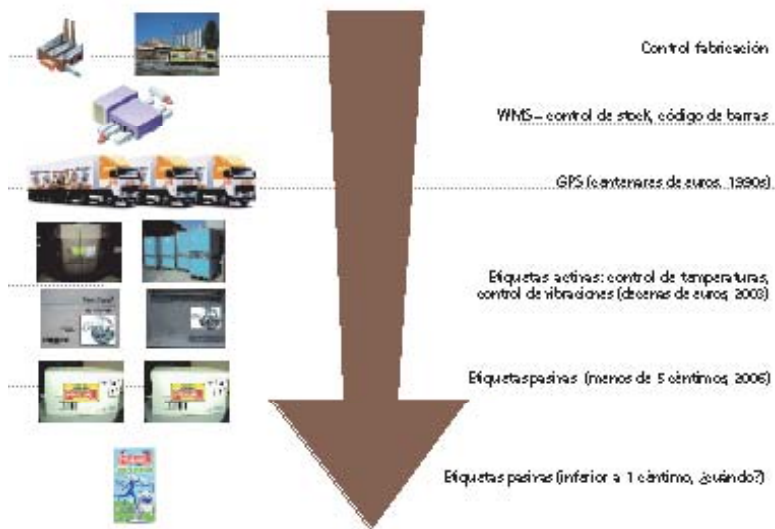 Control fabricación
WMS – control de stock, código de barras
GPS (centenares de euros, 1990s)
Etiquetas activas: control de temperaturas,
control de vibraciones (decenas de euros, 2003)
Etiquetas pasivas (menos de 5 céntimos, 2006)
Etiquetas pasivas (inferior a 1 céntimo, ¿cuándo?)